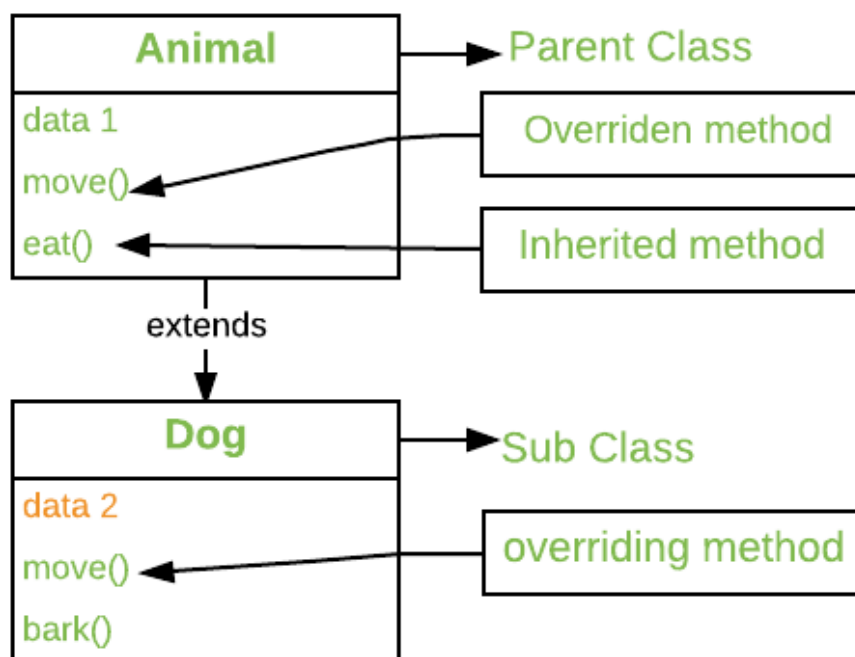 Animal
Parent Class
data 1
Overriden method
move()
eat()
Inherited method
extends
Dog
Sub Class
data 2
move()
overriding method
bark()